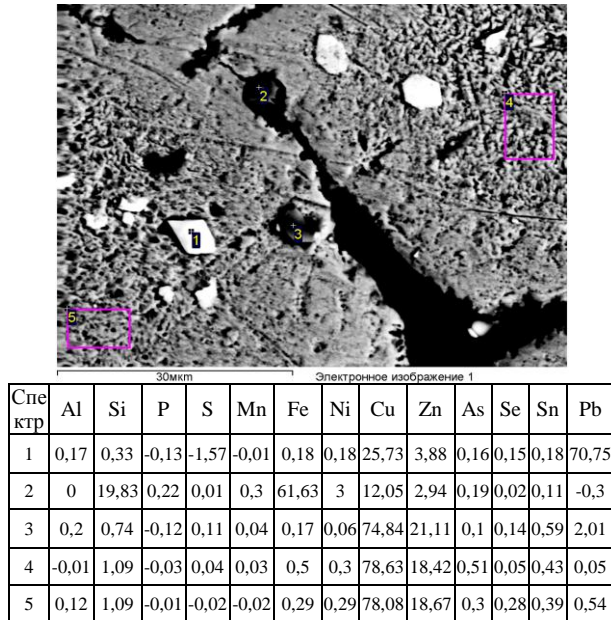 2
4
3
1
5
30мкm Электронное изображение 1
Спектр Al Si P S Mn Fe Ni Cu Zn As Se Sn Pb
1 0,17 0,33 -0,13 -1,57 -0,01 0,18 0,18 25,73 3,88 0,16 0,15 0,18 70,75
2 0 19,83 0,22 0,01 0,3 61,63 3 12,05 2,94 0,19 0,02 0,11 -0,3
3 0,2 0,74 -0,12 0,11 0,04 0,17 0,06 74,84 21,11 0,1 0,14 0,59 2,01
4 -0,01 1,09 -0,03 0,04 0,03 0,5 0,3 78,63 18,42 0,51 0,05 0,43 0,05
5 0,12 1,09 -0,01 -0,02 -0,02 0,29 0,29 78,08 18,67 0,3 0,28 0,39 0,54